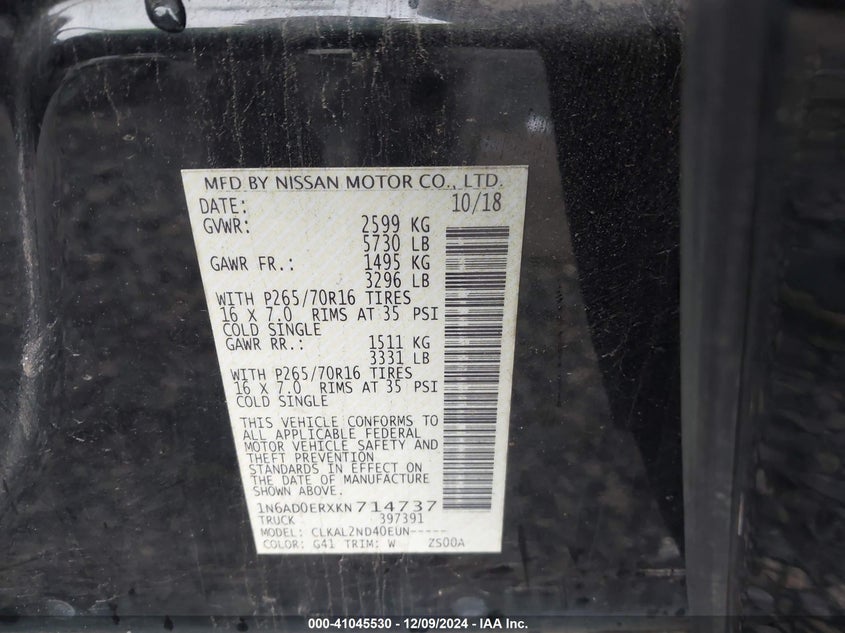 MFD BY NISSAN MOTOR CO., LTD.
DATE: 10/18
GVWR: 2599 KG
5730 LB
GAWR FR.: 1495 KG
3296 LB
WITH P265/70R16 TIRES
16 X 7.0 RIMS AT 35 PSI
COLD SINGLE
GAWR RR.: 1511 KG
3331 LB
WITH P265/70R16 TIRES
16 X 7.0 RIMS AT 35 PSI
COLD SINGLE
THIS VEHICLE CONFORMS TO
ALL APPLICABLE FEDERAL
MOTOR VEHICLE SAFETY AND
THEFT PREVENTION
STANDARDS IN EFFECT ON
THE DATE OF MANUFACTURE
SHOWN ABOVE.
1N6AD0ERXKN714737
TRUCK 397391
MODEL: CLKAL2ND40EUN-----
COLOR: G41 TRIM: W ZS00A
000-41045530 - 12/09/2024 - IAA Inc.